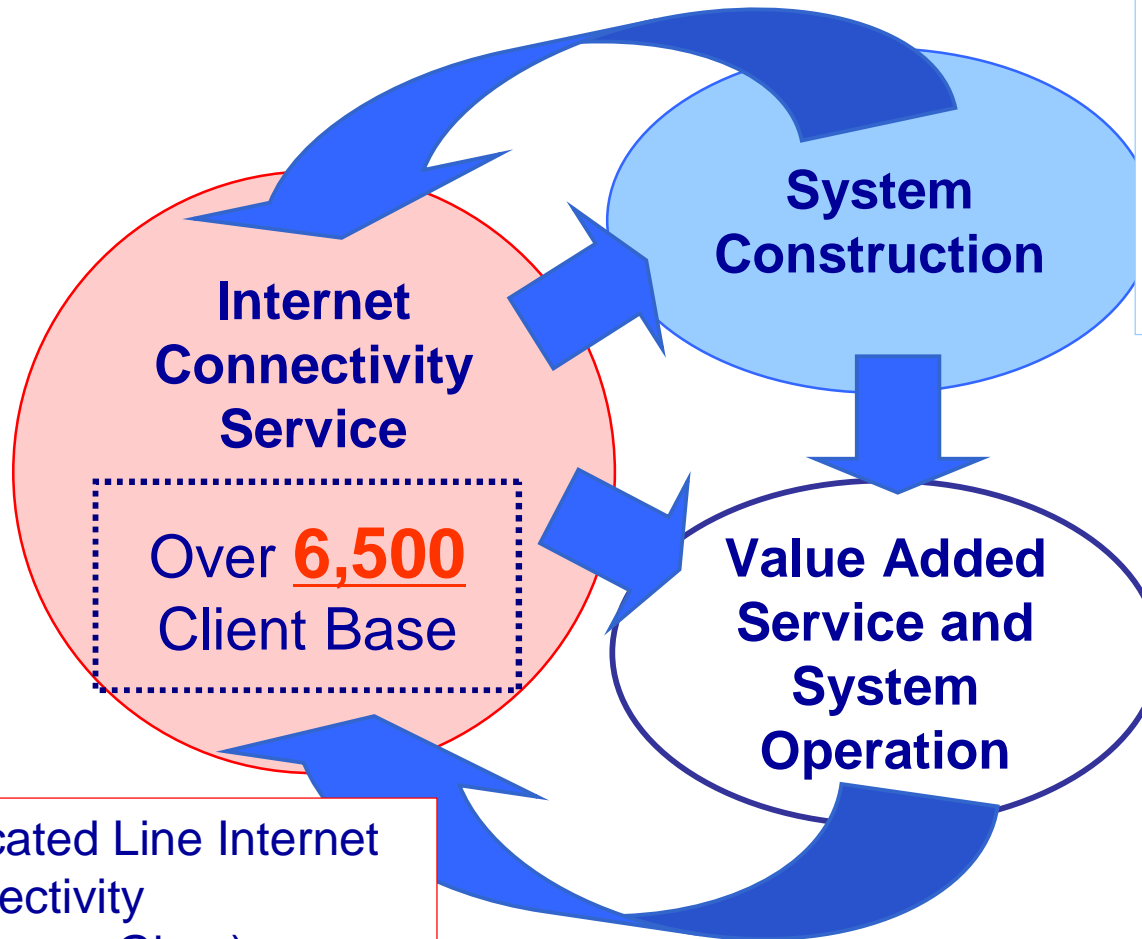 System
Construction
Internet
Connectivity
Service
Over 6,500
Client Base
Value Added
Service and
System
Operation
cated Line Internet
ectivity